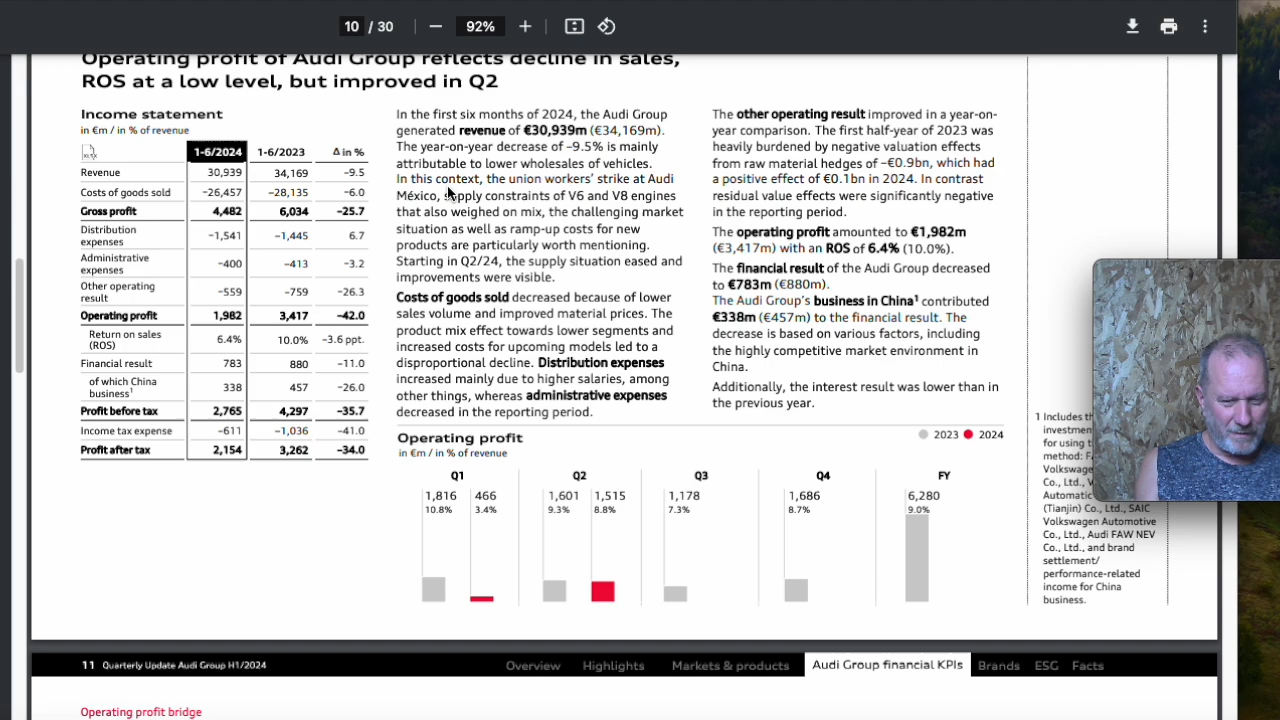 10 / 30
92%
Operating profit of Audi Group reflects decline in sales,
ROS at a low level, but improved in Q2
Income statement
in €m / in % of revenue
1-6/2024 1-6/2023 Δ in %
Revenue 30,939 34,169 –9.5
Costs of goods sold –26,457 –28,135 –6.0
Gross profit 4,482 6,034 –25.7
Distribution
expenses –1,541 –1,445 6.7
Administrative
expenses –400 –413 –3.2
Other operating
result –559 –759 –26.3
Operating profit 1,982 3,417 –42.0
Return on sales
(ROS) 6.4% 10.0% –3.6 ppt.
Financial result 783 880 –11.0
of which China
business¹ 338 457 –26.0
Profit before tax 2,765 4,297 –35.7
Income tax expense –611 –1,036 –41.0
Profit after tax 2,154 3,262 –34.0
In the first six months of 2024, the Audi Group
generated revenue of €30,939m (€34,169m).
The year-on-year decrease of –9.5% is mainly
attributable to lower wholesales of vehicles.
In this context, the union workers' strike at Audi
México, supply constraints of V6 and V8 engines
that also weighed on mix, the challenging market
situation as well as ramp-up costs for new
products are particularly worth mentioning.
Starting in Q2/24, the supply situation eased and
improvements were visible.
Costs of goods sold decreased because of lower
sales volume and improved material prices. The
product mix effect towards lower segments and
increased costs for upcoming models led to a
disproportional decline. Distribution expenses
increased mainly due to higher salaries, among
other things, whereas administrative expenses
decreased in the reporting period.
The other operating result improved in a year-on-
year comparison. The first half-year of 2023 was
heavily burdened by negative valuation effects
from raw material hedges of –€0.9bn, which had
a positive effect of €0.1bn in 2024. In contrast
residual value effects were significantly negative
in the reporting period.
The operating profit amounted to €1,982m
(€3,417m) with an ROS of 6.4% (10.0%).
The financial result of the Audi Group decreased
to €783m (€880m).
The Audi Group's business in China¹ contributed
€338m (€457m) to the financial result. The
decrease is based on various factors, including
the highly competitive market environment in
China.
Additionally, the interest result was lower than in
the previous year.
Operating profit
in €m / in % of revenue
2023 2024
Q1 Q2 Q3 Q4 FY
1,816 466 1,601 1,515 1,178 1,686 6,280
10.8% 3.4% 9.3% 8.8% 7.3% 8.7% 9.0%
1 Includes th
investmen
for using t
method: F
Volkswage
Co., Ltd., V
Automatic
(Tianjin) Co., Ltd., SAIC
Volkswagen Automotive
Co., Ltd., Audi FAW NEV
Co., Ltd., and brand
settlement/
performance-related
income for China
business.
11 Quarterly Update Audi Group H1/2024
Overview Highlights Markets & products Audi Group financial KPIs Brands ESG Facts
Operating profit bridge